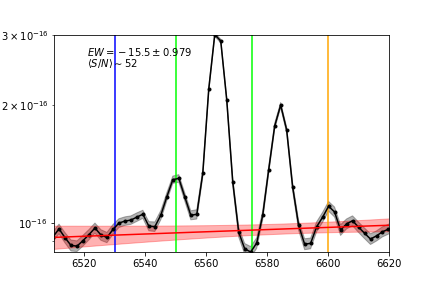 3 × 10⁻¹⁶
EW = −15.5 ± 0.979
⟨S/N⟩ ~ 52
2 × 10⁻¹⁶
10⁻¹⁶
6520 6540 6560 6580 6600 6620